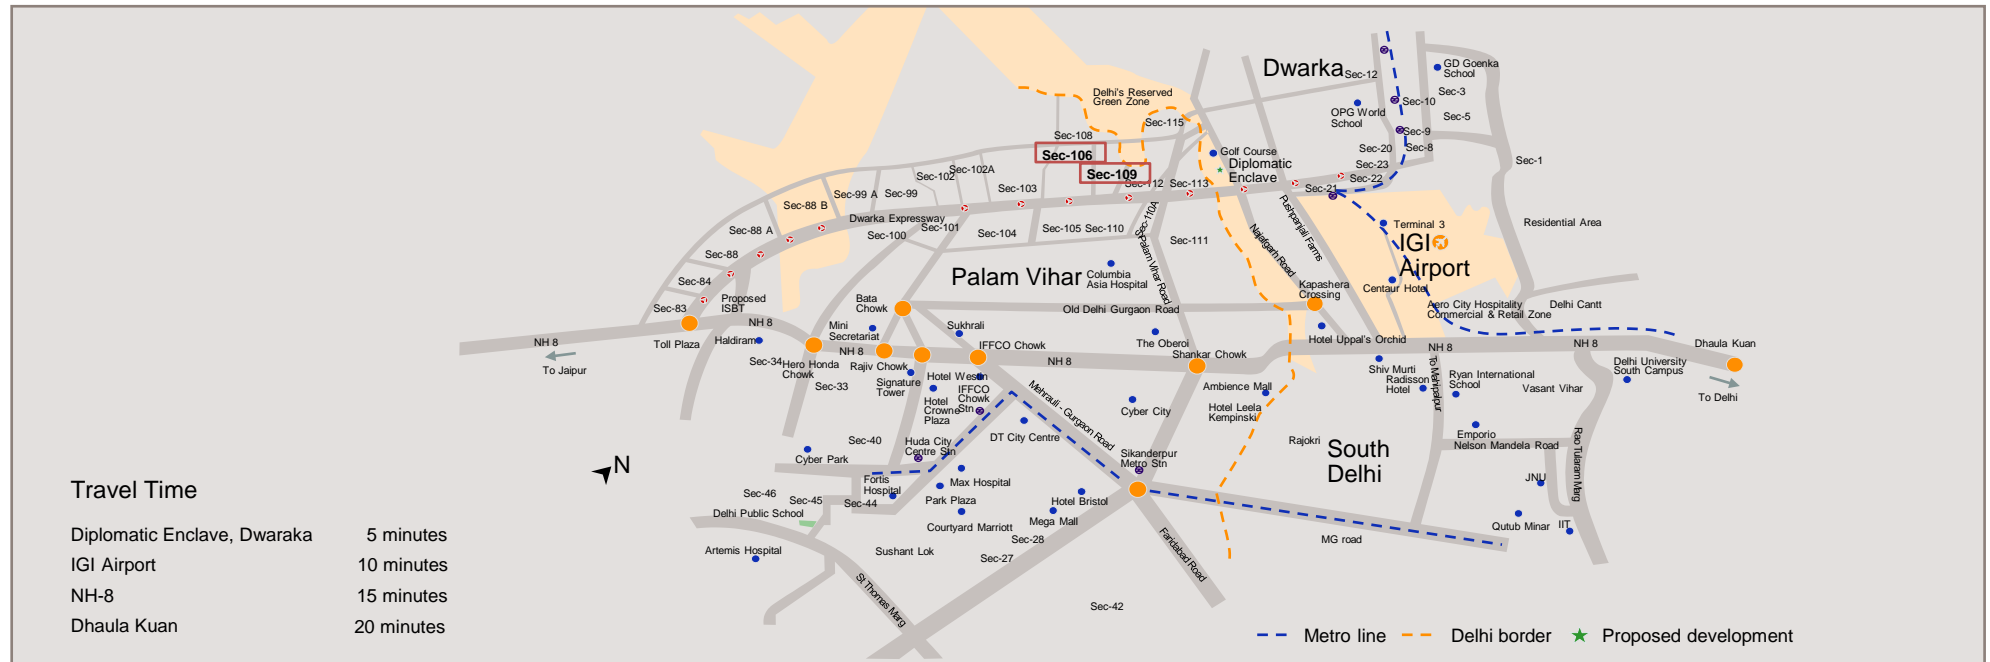 Dwarka
Sec-12
GD Goenka
School
Sec-3
Sec-10
Sec-5
OPG World
School
Sec-9
Sec-8
Sec-20
Sec-23
Sec-22
Sec-21
Sec-1
Delhi's Reserved
Green Zone
Sec-115
Sec-108
Sec-106
Sec-109
Golf Course
Diplomatic
Enclave
Sec-102A
Sec-102
Sec-103
Sec-112
Sec-113
Sec-99 A
Sec-99
Sec-88 B
Dwarka Expressway
Sec-88 A
Sec-100
Sec-101
Sec-104
Sec-105
Sec-110
Sec-110A
Sec-111
Palam Vihar Road
Najafgarh Road
Pushpanjali Farms
Terminal 3
IGI
Airport
Residential Area
Sec-88
Sec-84
Sec-83
Proposed
ISBT
Palam Vihar
Columbia
Asia Hospital
Kapashera
Crossing
Centaur Hotel
Aero City Hospitality
Commercial & Retail Zone
Delhi Cantt
Bata
Chowk
Old Delhi Gurgaon Road
NH 8
Mini
Secretariat
Sukhrali
Haldiram
NH 8
To Jaipur
Toll Plaza
Sec-34
Hero Honda
Chowk
NH 8
Rajiv Chowk
IFFCO Chowk
NH 8
The Oberoi
Shankar Chowk
Hotel Uppal's Orchid
NH 8
NH 8
Dhaula Kuan
To Delhi
Sec-33
Signature
Tower
Hotel Westin
Hotel
Crowne
Plaza
IFFCO
Chowk
Stn
Mehrauli - Gurgaon Road
Cyber City
Ambience Mall
Hotel Leela
Kempinski
Shiv Murti
Radisson
Hotel
To Mahipalpur
Ryan International
School
Vasant Vihar
Delhi University
South Campus
Sec-40
Cyber Park
Huda City
Centre Stn
DT City Centre
Sikanderpur
Metro Stn
Rajokri
South
Delhi
Emporio
Nelson Mandela Road
Rao Tularam Marg
N
Fortis
Hospital
Max Hospital
Park Plaza
Hotel Bristol
JNU
Sec-46
Sec-45
Sec-44
Delhi Public School
Courtyard Marriott
Mega Mall
Sec-28
Qutub Minar
IIT
Artemis Hospital
Sushant Lok
Sec-27
Faridabad Road
MG road
St Thomas Marg
Sec-42
Travel Time
Diplomatic Enclave, Dwaraka 5 minutes
IGI Airport 10 minutes
NH-8 15 minutes
Dhaula Kuan 20 minutes
Metro line Delhi border Proposed development